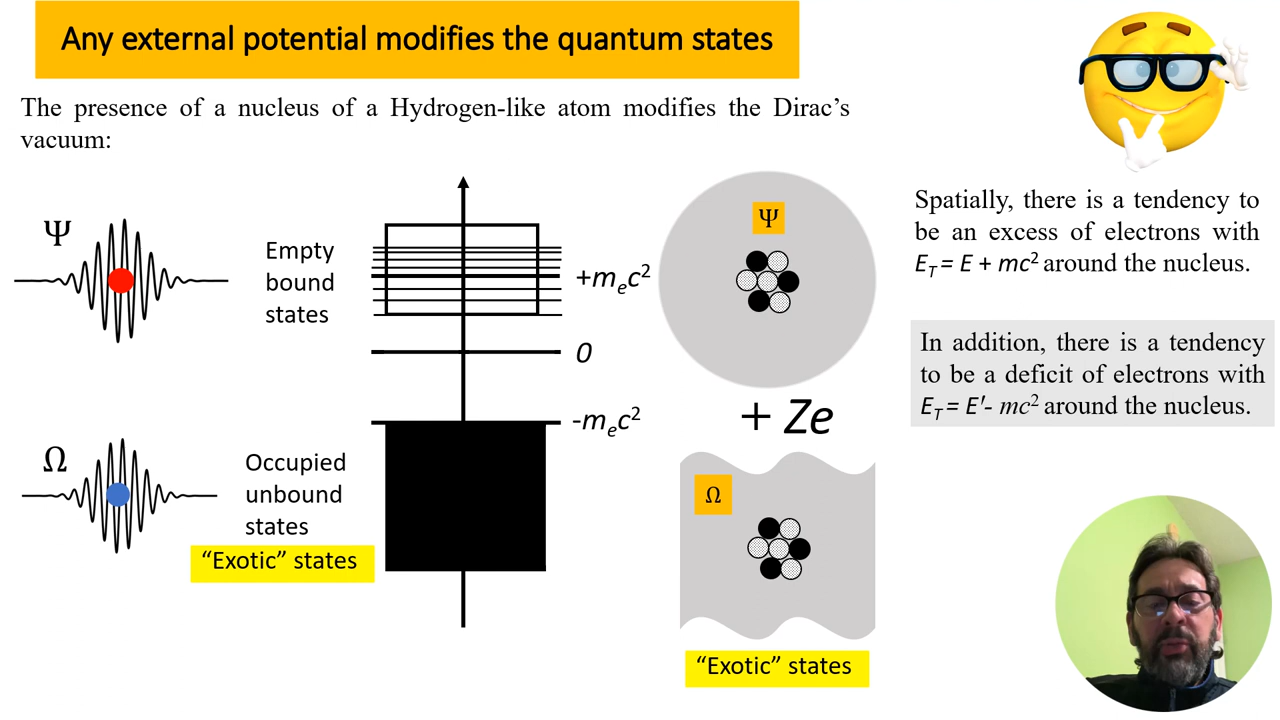 Any external potential modifies the quantum states
The presence of a nucleus of a Hydrogen-like atom modifies the Dirac’s
vacuum:
Ψ
Empty
bound
states
+mₑc²
0
-mₑc²
Ω
Occupied
unbound
states
“Exotic” states
Ψ
+ Ze
Ω
“Exotic” states
Spatially, there is a tendency to
be an excess of electrons with
E_T = E + mc² around the nucleus.
In addition, there is a tendency
to be a deficit of electrons with
E_T = E'- mc² around the nucleus.